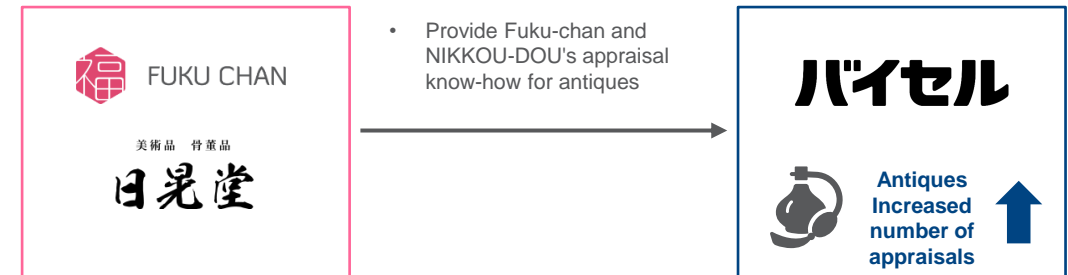 福 FUKU CHAN
美術品 骨董品
日晃堂
• Provide Fuku-chan and
NIKKOU-DOU's appraisal
know-how for antiques
バイセル
Antiques
Increased
number of
appraisals